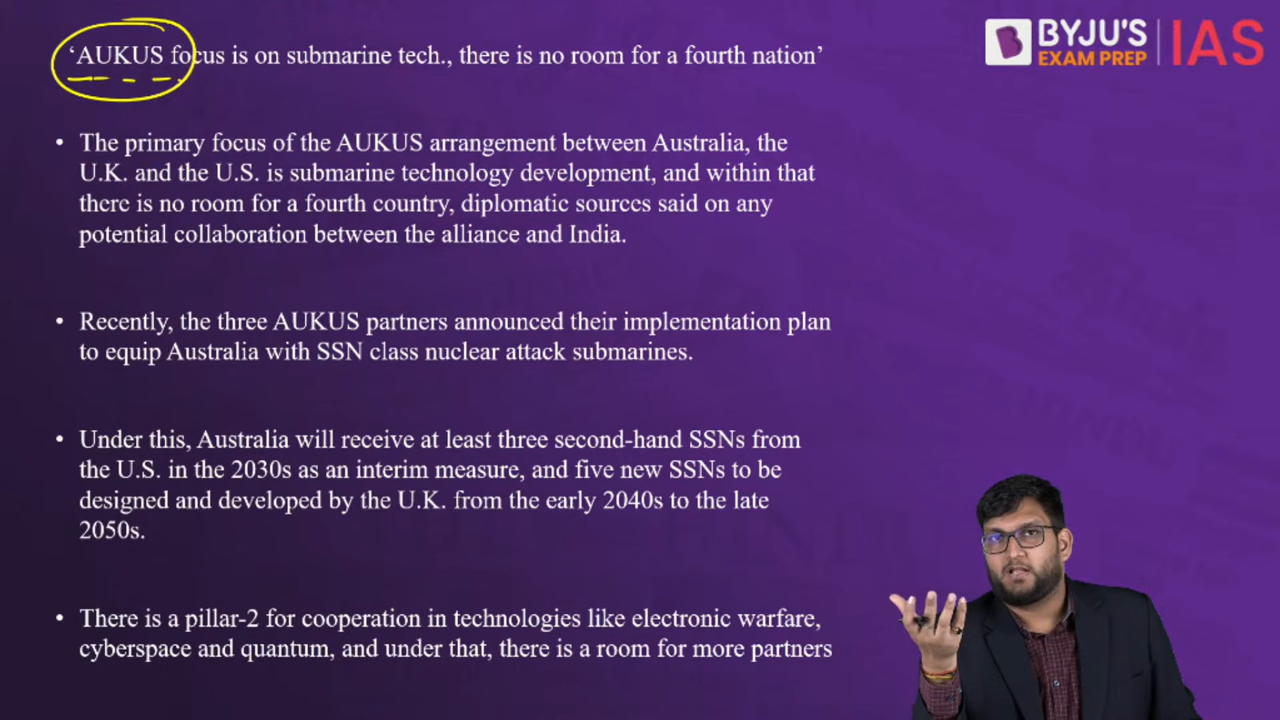 ‘AUKUS focus is on submarine tech., there is no room for a fourth nation’
BYJU'S
EXAM PREP
IAS
• The primary focus of the AUKUS arrangement between Australia, the
U.K. and the U.S. is submarine technology development, and within that
there is no room for a fourth country, diplomatic sources said on any
potential collaboration between the alliance and India.
• Recently, the three AUKUS partners announced their implementation plan
to equip Australia with SSN class nuclear attack submarines.
• Under this, Australia will receive at least three second-hand SSNs from
the U.S. in the 2030s as an interim measure, and five new SSNs to be
designed and developed by the U.K. from the early 2040s to the late
2050s.
• There is a pillar-2 for cooperation in technologies like electronic warfare,
cyberspace and quantum, and under that, there is a room for more partners